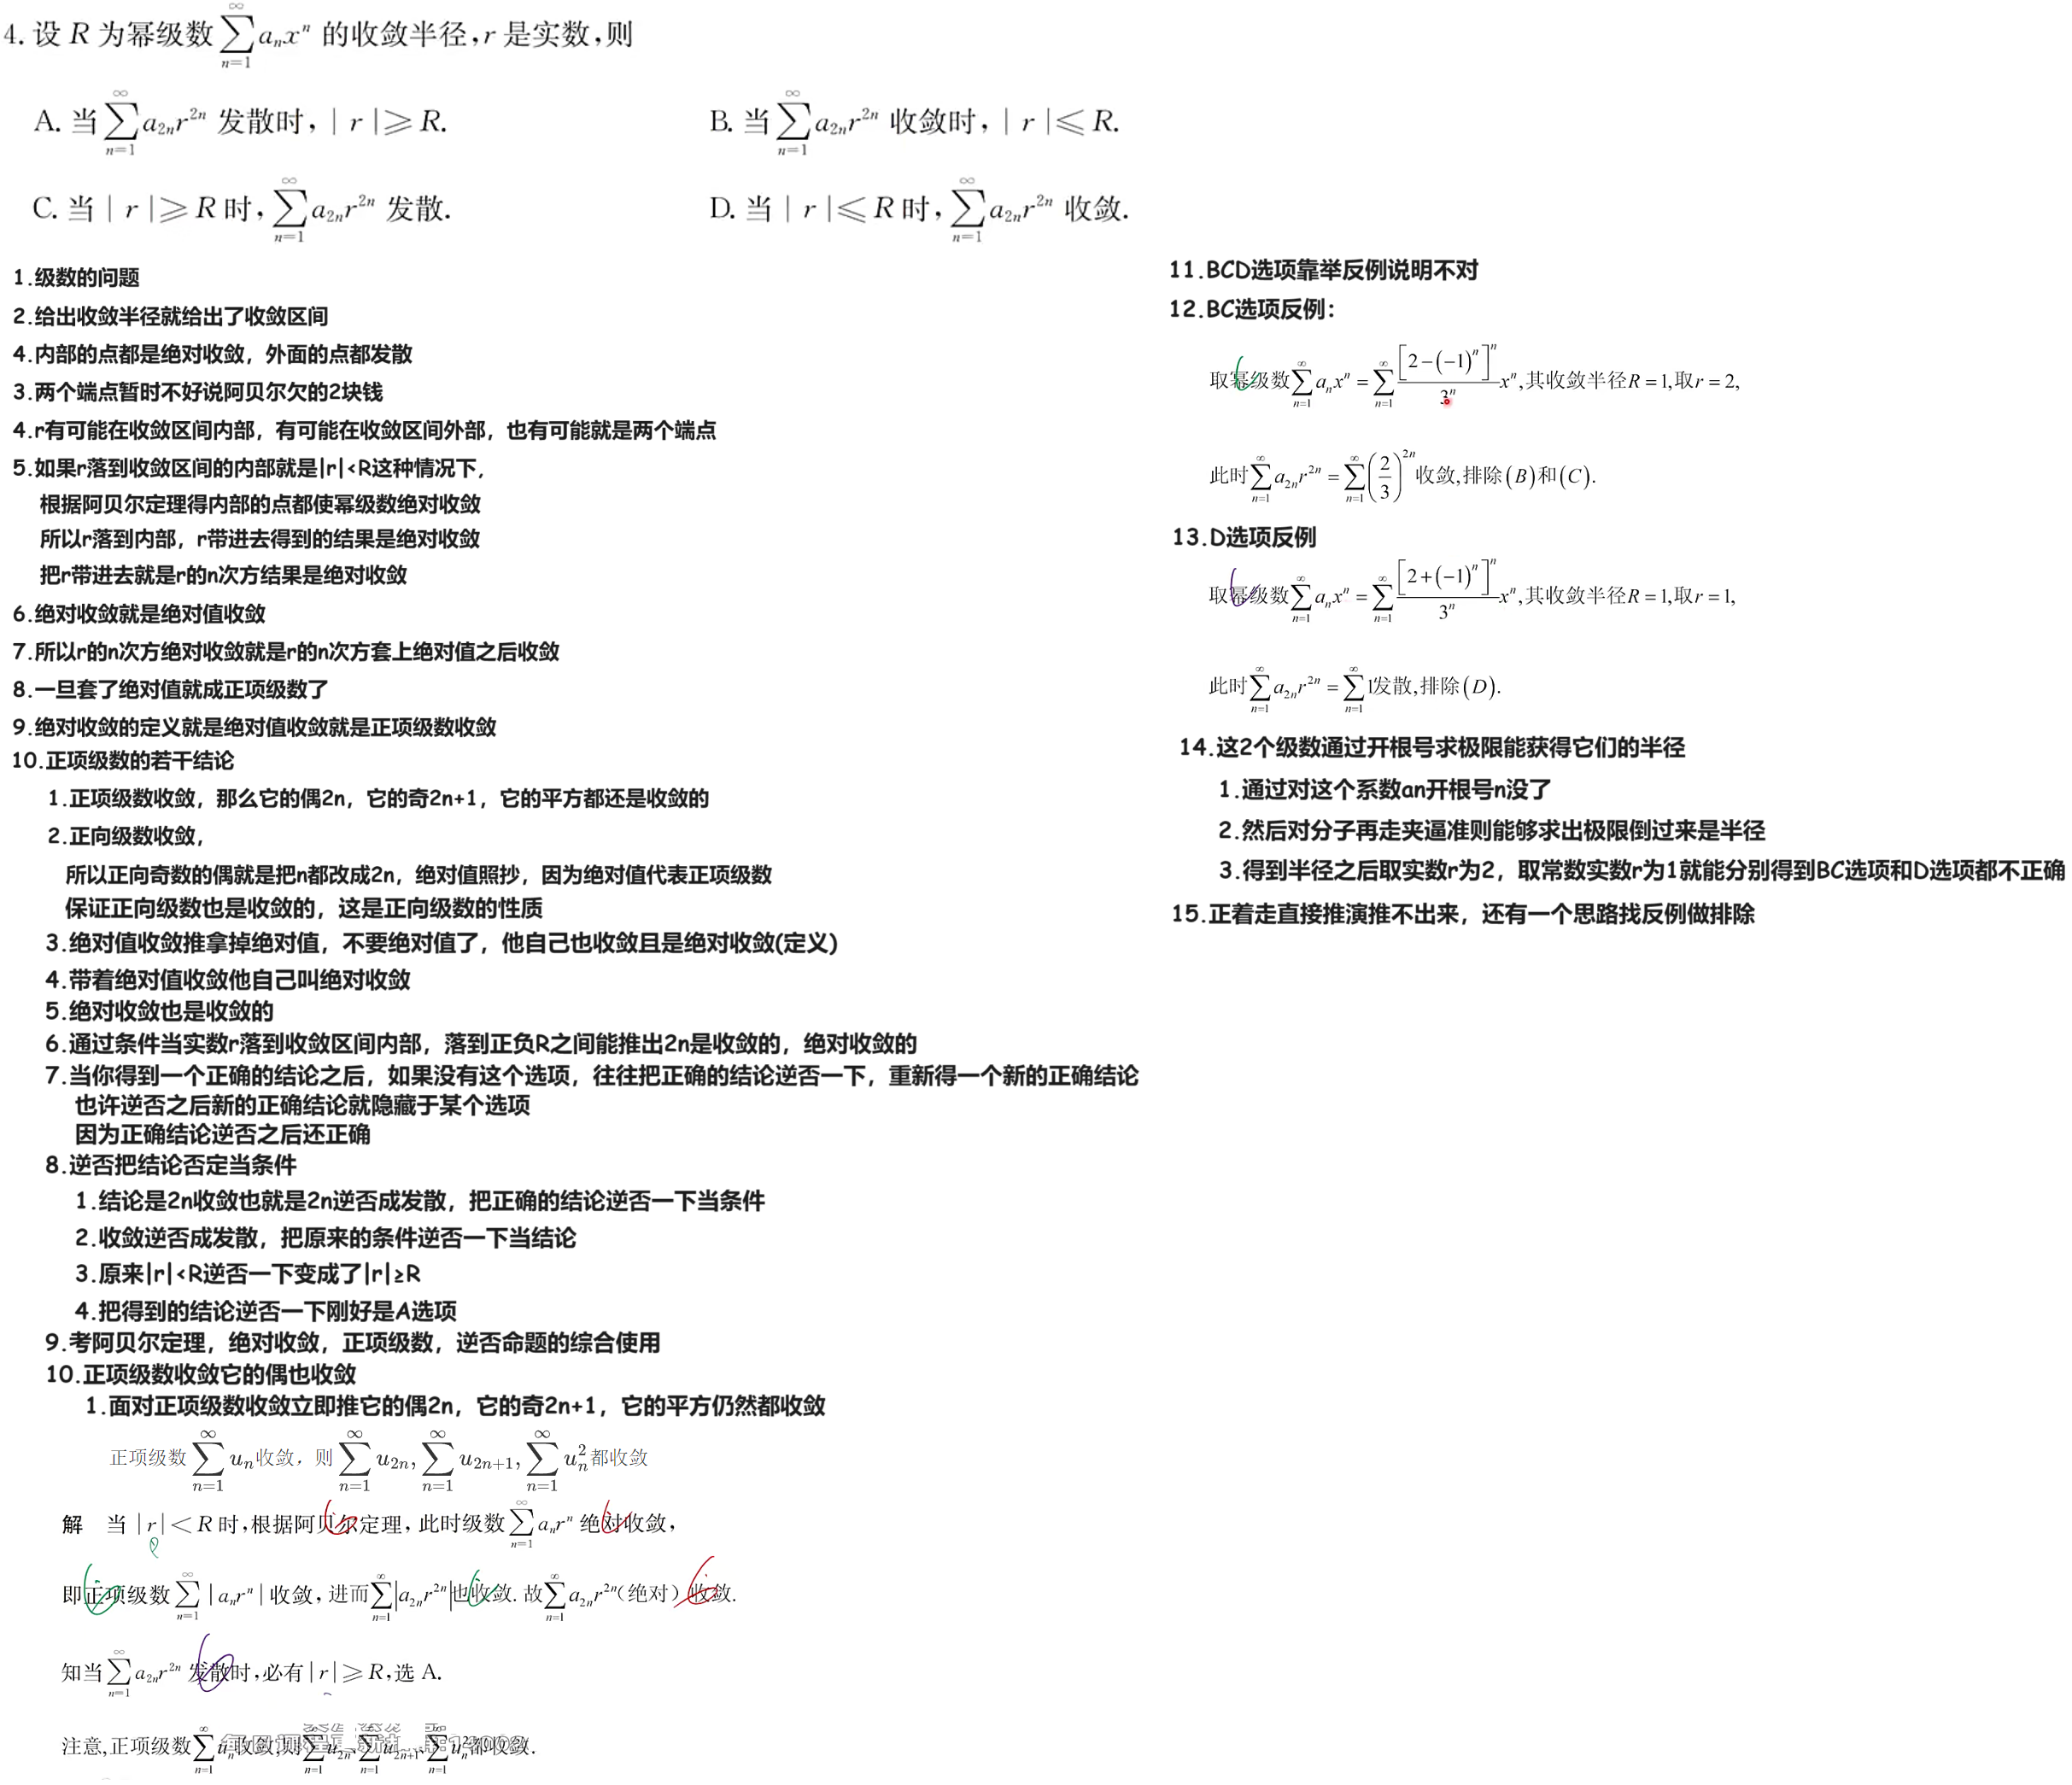 4. 设 R 为幂级数 $\sum_{n=1}^{\infty} a_n x^n$ 的收敛半径, r 是实数, 则
A. 当 $\sum_{n=1}^{\infty} a_{2n} r^{2n}$ 发散时, | r | ⩾ R.
B. 当 $\sum_{n=1}^{\infty} a_{2n} r^{2n}$ 收敛时, | r | ⩽ R.
C. 当 | r | ⩾ R 时, $\sum_{n=1}^{\infty} a_{2n} r^{2n}$ 发散.
D. 当 | r | ⩽ R 时, $\sum_{n=1}^{\infty} a_{2n} r^{2n}$ 收敛.
1.级数的问题
2.给出收敛半径就给出了收敛区间
4.内部的点都是绝对收敛，外面的点都发散
3.两个端点暂时不好说阿贝尔欠的2块钱
4.r有可能在收敛区间内部，有可能在收敛区间外部，也有可能就是两个端点
5.如果r落到收敛区间的内部就是|r|<R这种情况下，
根据阿贝尔定理得内部的点都使幂级数绝对收敛
所以r落到内部，r带进去得到的结果是绝对收敛
把r带进去就是r的n次方结果是绝对收敛
6.绝对收敛就是绝对值收敛
7.所以r的n次方绝对收敛就是r的n次方套上绝对值之后收敛
8.一旦套了绝对值就成正项级数了
9.绝对收敛的定义就是绝对值收敛就是正项级数收敛
10.正项级数的若干结论
1.正项级数收敛，那么它的偶2n，它的奇2n+1，它的平方都还是收敛的
2.正向级数收敛，
所以正向奇数的偶就是把n都改成2n，绝对值照抄，因为绝对值代表正项级数
保证正向级数也是收敛的，这是正向级数的性质
3.绝对值收敛推拿掉绝对值，不要绝对值了，他自己也收敛且是绝对收敛(定义)
4.带着绝对值收敛他自己叫绝对收敛
5.绝对收敛也是收敛的
6.通过条件当实数r落到收敛区间内部，落到正负R之间能推出2n是收敛的，绝对收敛的
7.当你得到一个正确的结论之后，如果没有这个选项，往往把正确的结论逆否一下，重新得一个新的正确结论
也许逆否之后新的正确结论就隐藏于某个选项
因为正确结论逆否之后还正确
8.逆否把结论否定当条件
1.结论是2n收敛也就是2n逆否成发散，把正确的结论逆否一下当条件
2.收敛逆否成发散，把原来的条件逆否一下当结论
3.原来|r|<R逆否一下变成了|r|≥R
4.把得到的结论逆否一下刚好是A选项
9.考阿贝尔定理，绝对收敛，正项级数，逆否命题的综合使用
10.正项级数收敛它的偶也收敛
1.面对正项级数收敛立即推它的偶2n，它的奇2n+1，它的平方仍然都收敛
正项级数 $\sum_{n=1}^{\infty} u_n$ 收敛，则 $\sum_{n=1}^{\infty} u_{2n}, \sum_{n=1}^{\infty} u_{2n+1}, \sum_{n=1}^{\infty} u_n^2$ 都收敛
解 当 | r | < R 时, 根据阿贝尔定理, 此时级数 $\sum_{n=1}^{\infty} a_n r^n$ 绝对收敛,
即正项级数 $\sum_{n=1}^{\infty} |a_n r^n|$ 收敛, 进而 $\sum_{n=1}^{\infty} |a_{2n} r^{2n}|$ 也收敛. 故 $\sum_{n=1}^{\infty} a_{2n} r^{2n}$ (绝对) 收敛.
知当 $\sum_{n=1}^{\infty} a_{2n} r^{2n}$ 发散时, 必有 | r | ⩾ R, 选 A.
注意, 正项级数 $\sum_{n=1}^{\infty} u_n$ 收敛, 则 $\sum_{n=1}^{\infty} u_{2n}, \sum_{n=1}^{\infty} u_{2n+1}, \sum_{n=1}^{\infty} u_n^2$ 都收敛.
11.BCD选项靠举反例说明不对
12.BC选项反例：
取幂级数 $\sum_{n=1}^{\infty} a_n x^n = \sum_{n=1}^{\infty} \frac{[2-(-1)^n]^n}{3^n} x^n$, 其收敛半径 R = 1, 取 r = 2,
此时 $\sum_{n=1}^{\infty} a_{2n} r^{2n} = \sum_{n=1}^{\infty} \left(\frac{2}{3}\right)^{2n}$ 收敛, 排除 (B) 和 (C).
13.D选项反例
取幂级数 $\sum_{n=1}^{\infty} a_n x^n = \sum_{n=1}^{\infty} \frac{[2+(-1)^n]^n}{3^n} x^n$, 其收敛半径 R = 1, 取 r = 1,
此时 $\sum_{n=1}^{\infty} a_{2n} r^{2n} = \sum_{n=1}^{\infty} 1$ 发散, 排除 (D).
14.这2个级数通过开根号求极限能获得它们的半径
1.通过对这个系数an开根号n没了
2.然后对分子再走夹逼准则能够求出极限倒过来是半径
3.得到半径之后取实数r为2，取常数实数r为1就能分别得到BC选项和D选项都不正确
15.正着走直接推演推不出来，还有一个思路找反例做排除